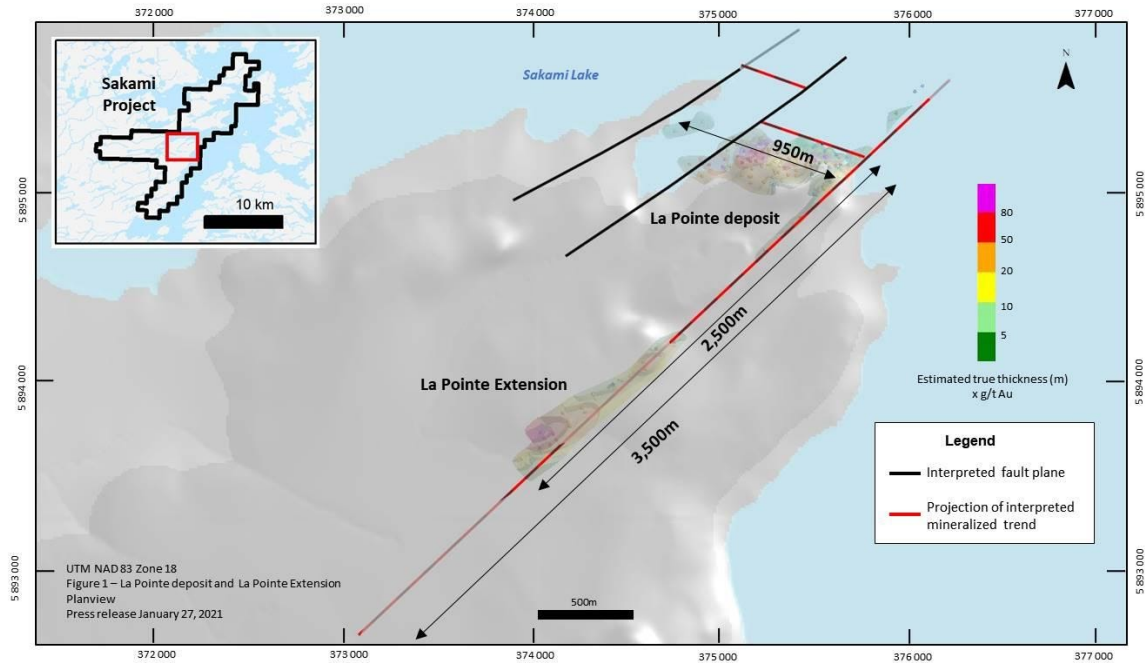 372 000
373 000
374 000
375 000
376 000
377 000
Sakami
Project
10 km
Sakami Lake
N
950m
5 895 000
5 895 000
La Pointe deposit
80
50
20
10
5
2,500m
Estimated true thickness (m)
x g/t Au
5 894 000
5 894 000
La Pointe Extension
3,500m
Legend
Interpreted fault plane
Projection of interpreted
mineralized trend
5 893 000
5 893 000
UTM NAD 83 Zone 18
Figure 1 – La Pointe deposit and La Pointe Extension
Planview
Press release January 27, 2021
500m
372 000
373 000
374 000
375 000
376 000
377 000